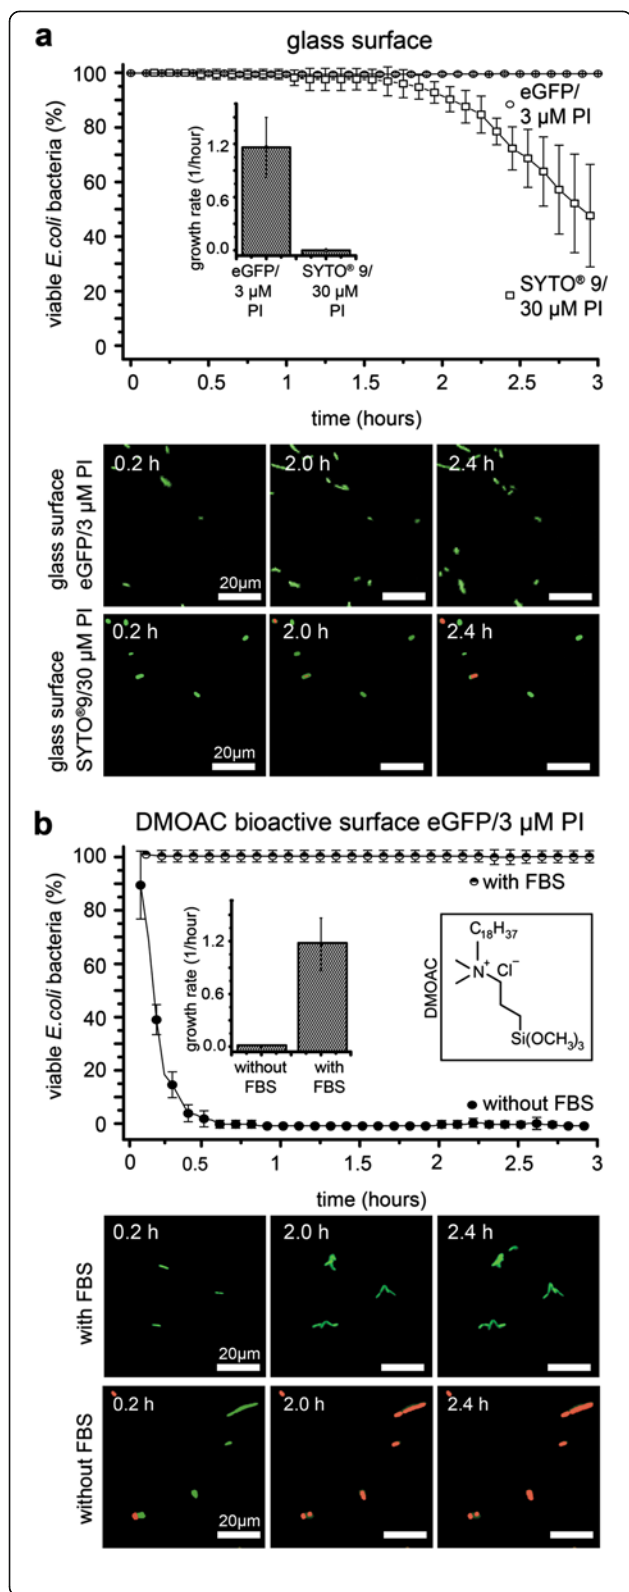 a
glass surface
100
80
60
40
20
0
viable E.coli bacteria (%)
eGFP/
3 µM PI
SYTO® 9/
30 µM PI
growth rate (1/hour)
1.2
0.6
0.0
eGFP/
3 µM
PI
SYTO® 9/
30 µM
PI
0
0.5
1
1.5
2
2.5
3
time (hours)
glass surface
eGFP/3 µM PI
0.2 h
20µm
2.0 h
2.4 h
glass surface
SYTO®9/30 µM PI
0.2 h
20µm
2.0 h
2.4 h
b
DMOAC bioactive surface eGFP/3 µM PI
100
80
60
40
20
0
viable E.coli bacteria (%)
with FBS
growth rate (1/hour)
1.2
0.6
0.0
without
FBS
with
FBS
DMOAC
C18H37
N+ Cl−
Si(OCH3)3
without FBS
0
0.5
1
1.5
2
2.5
3
time (hours)
with FBS
0.2 h
20µm
2.0 h
2.4 h
without FBS
0.2 h
20µm
2.0 h
2.4 h